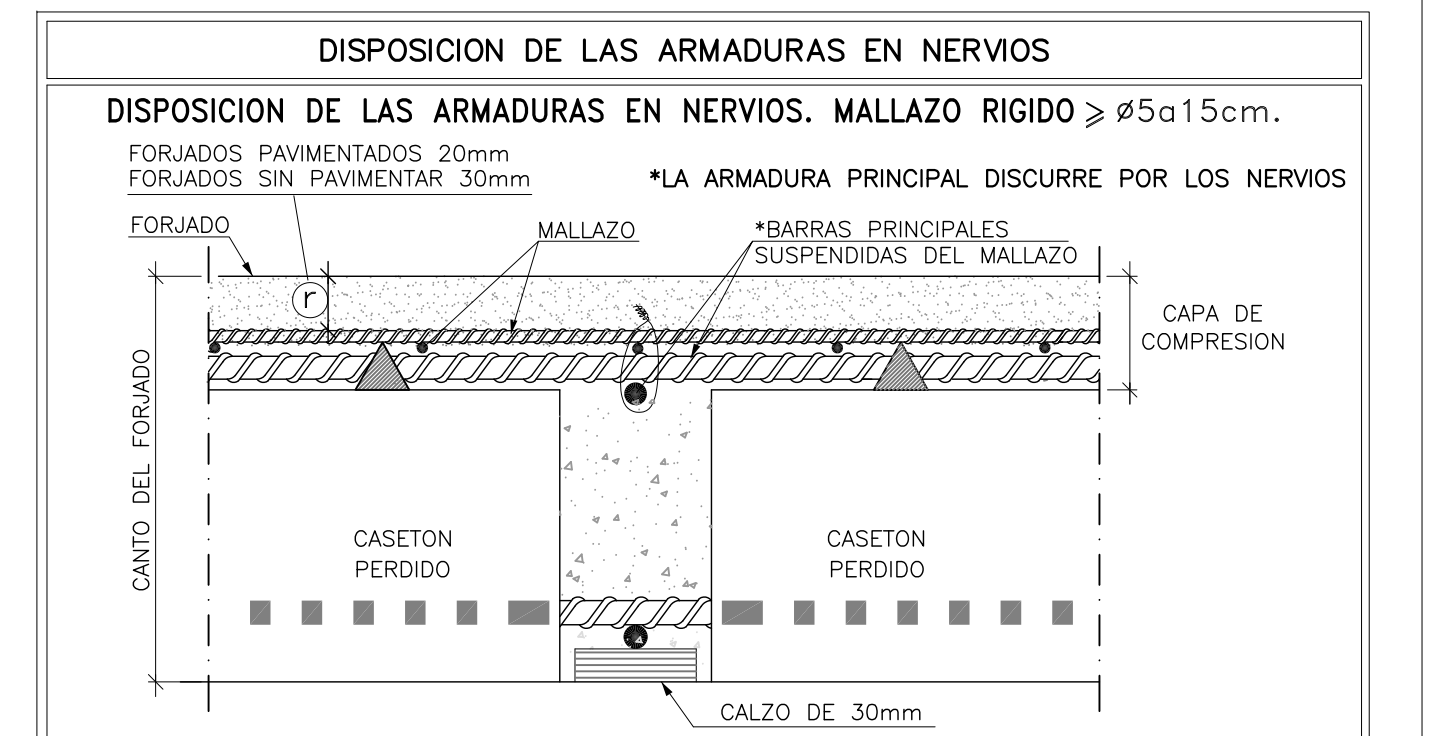 DISPOSICION DE LAS ARMADURAS EN NERVIOS
DISPOSICION DE LAS ARMADURAS EN NERVIOS. MALLAZO RIGIDO ⩾ ø5a15cm.
FORJADOS PAVIMENTADOS 20mm
FORJADOS SIN PAVIMENTAR 30mm
*LA ARMADURA PRINCIPAL DISCURRE POR LOS NERVIOS
FORJADO
MALLAZO
*BARRAS PRINCIPALES
SUSPENDIDAS DEL MALLAZO
r
CAPA DE
COMPRESION
CANTO DEL FORJADO
CASETON
PERDIDO
CASETON
PERDIDO
CALZO DE 30mm